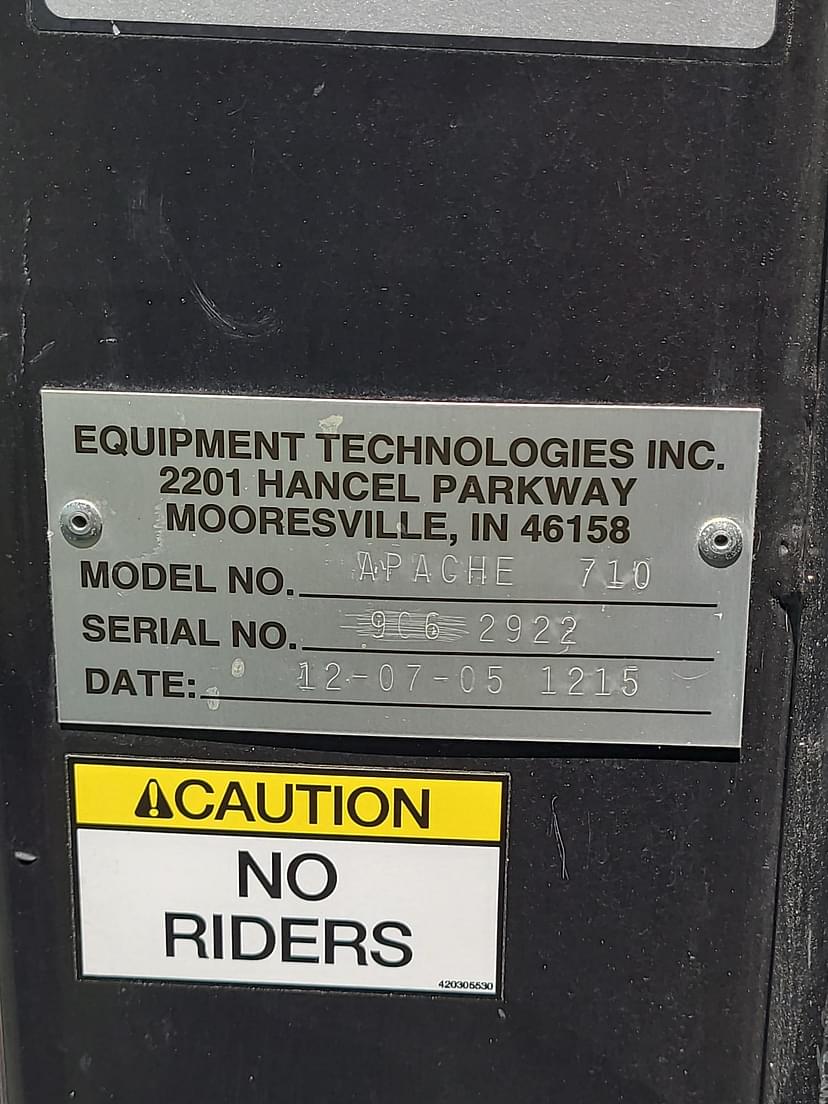 EQUIPMENT TECHNOLOGIES INC.
2201 HANCEL PARKWAY
MOORESVILLE, IN 46158
MODEL NO. APACHE 710
SERIAL NO. 2922
DATE: 12-07-05 1215
CAUTION
NO
RIDERS
420305530